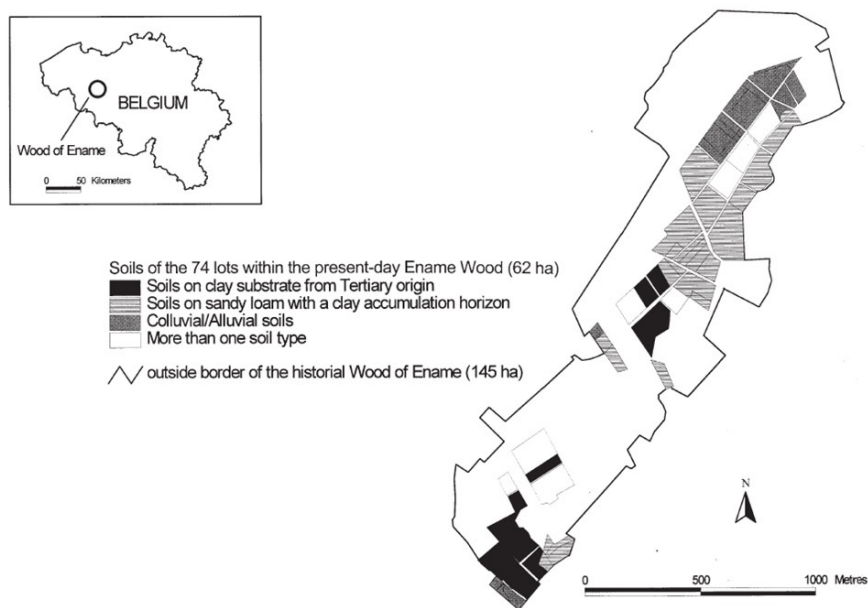 BELGIUM
Wood of Ename
0 50 Kilometers
Soils of the 74 lots within the present-day Ename Wood (62 ha)
Soils on clay substrate from Tertiary origin
Soils on sandy loam with a clay accumulation horizon
Colluvial/Alluvial soils
More than one soil type
outside border of the historical Wood of Ename (145 ha)
N
0 500 1000 Metres